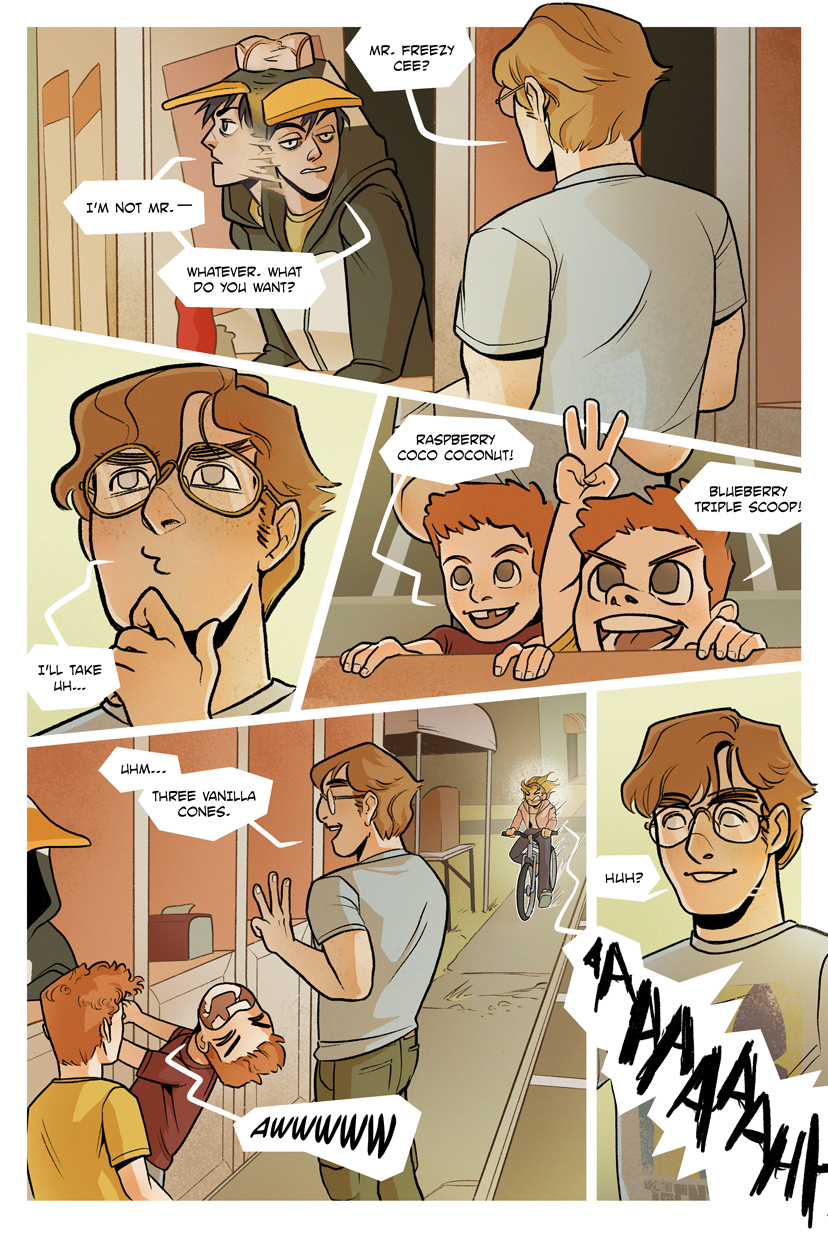 MR. FREEZY
CEE?
I'M NOT MR.—
WHATEVER. WHAT
DO YOU WANT?
I'LL TAKE
UH...
RASPBERRY
COCO COCONUT!
BLUEBERRY
TRIPLE SCOOP!
UHM...
THREE VANILLA
CONES.
AWWWWW
HUH?
AAAAAAAHH